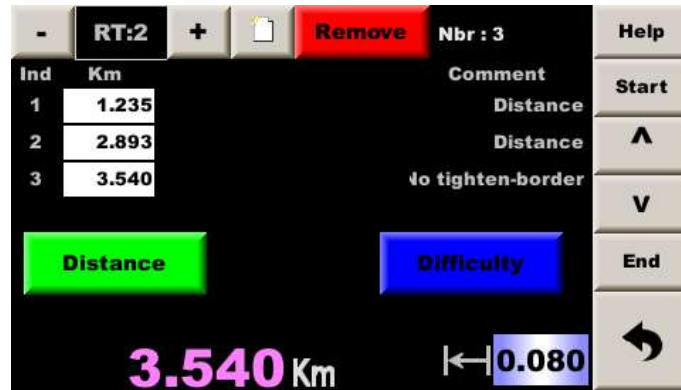 - RT:2 + Remove Nbr : 3 Help
Ind Km Comment
Start
1 1.235 Distance
2 2.893 Distance
3 3.540 No tighten-border
Distance Difficulty End
3.540 Km 0.080